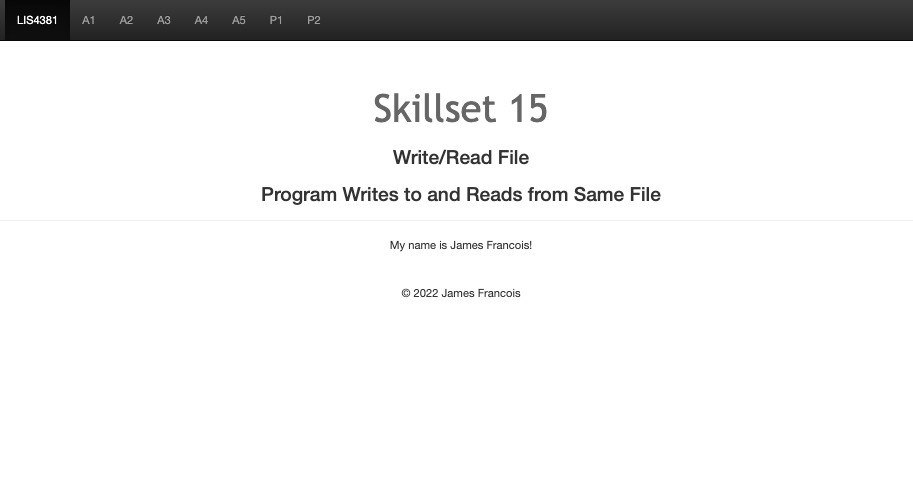 LIS4381 A1 A2 A3 A4 A5 P1 P2
Skillset 15
Write/Read File
Program Writes to and Reads from Same File
My name is James Francois!
© 2022 James Francois